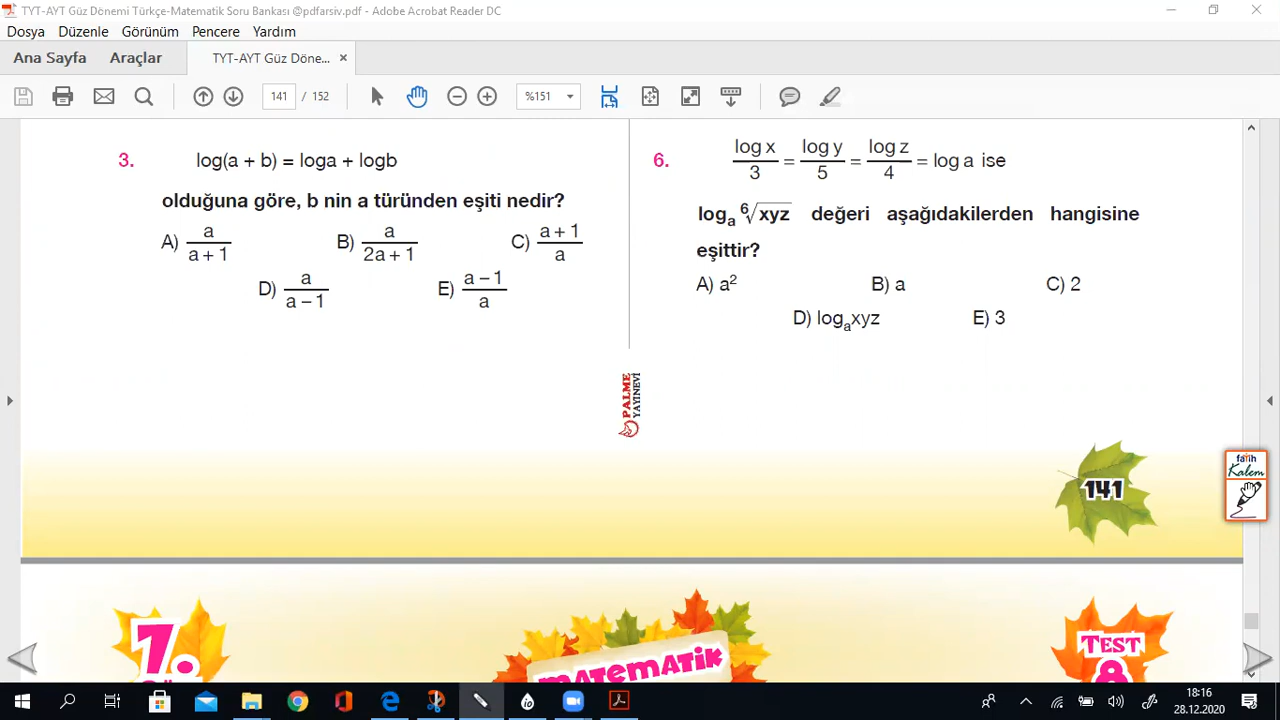 TYT-AYT Güz Dönemi Türkçe-Matematik Soru Bankası @pdfarsiv.pdf - Adobe Acrobat Reader DC
Dosya Düzenle Görünüm Pencere Yardım
Ana Sayfa Araçlar TYT-AYT Güz Döne... ×
141 / 152 %151
3. log(a + b) = loga + logb
olduğuna göre, b nin a türünden eşiti nedir?
A) a/(a + 1) B) a/(2a + 1) C) (a + 1)/a
D) a/(a – 1) E) (a – 1)/a
6. log x/3 = log y/5 = log z/4 = log a ise
logₐ ⁶√xyz değeri aşağıdakilerden hangisine
eşittir?
A) a² B) a C) 2
D) logₐxyz E) 3
PALME
YAYINEVİ
141
fatih
Kalem
7.
MATEMATİK
TEST
8
18:16
28.12.2020